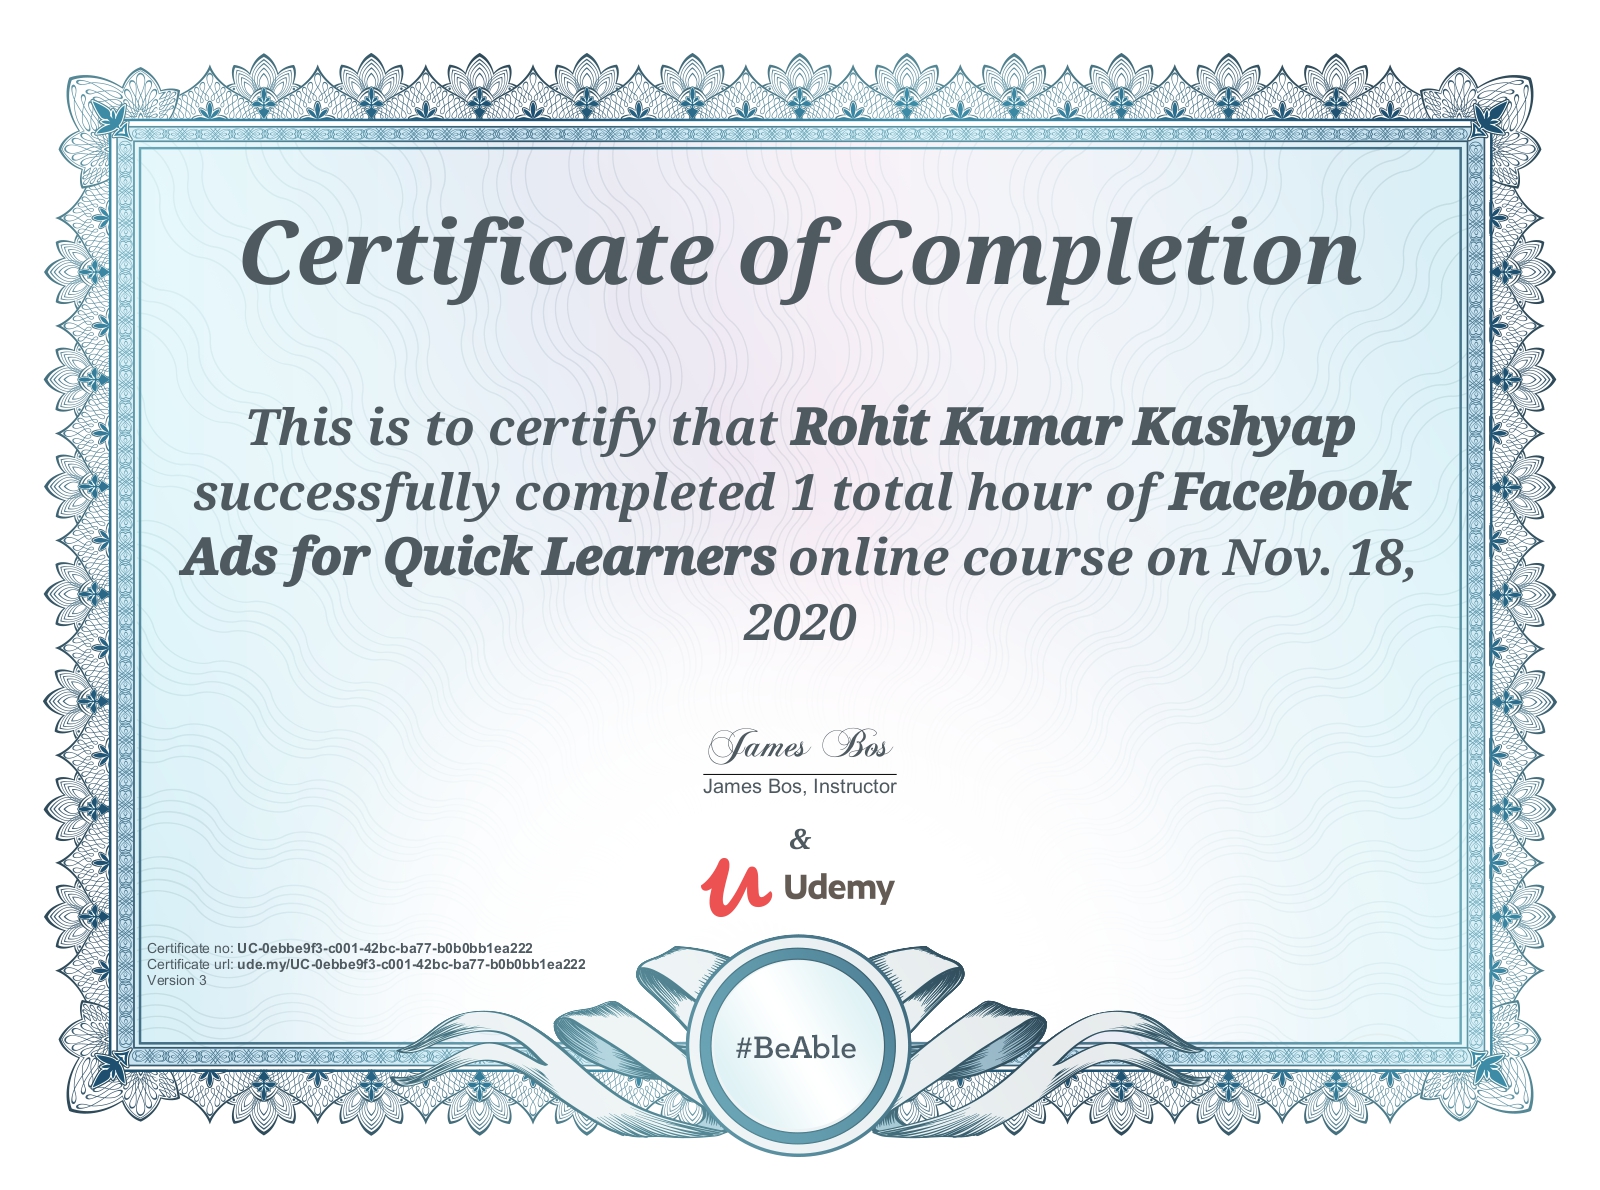 Certificate of Completion
This is to certify that Rohit Kumar Kashyap
successfully completed 1 total hour of Facebook
Ads for Quick Learners online course on Nov. 18,
2020
James Bos
James Bos, Instructor
&
Udemy
Certificate no: UC-0ebbe9f3-c001-42bc-ba77-b0b0bb1ea222
Certificate url: ude.my/UC-0ebbe9f3-c001-42bc-ba77-b0b0bb1ea222
Version 3
#BeAble